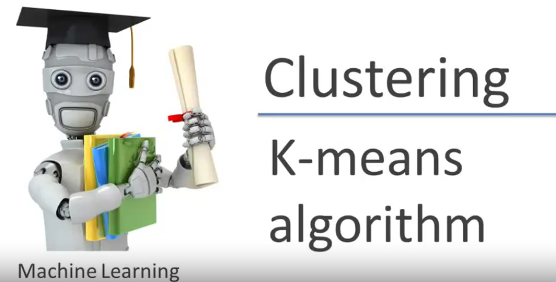 Clustering
K-means
algorithm
Machine Learning